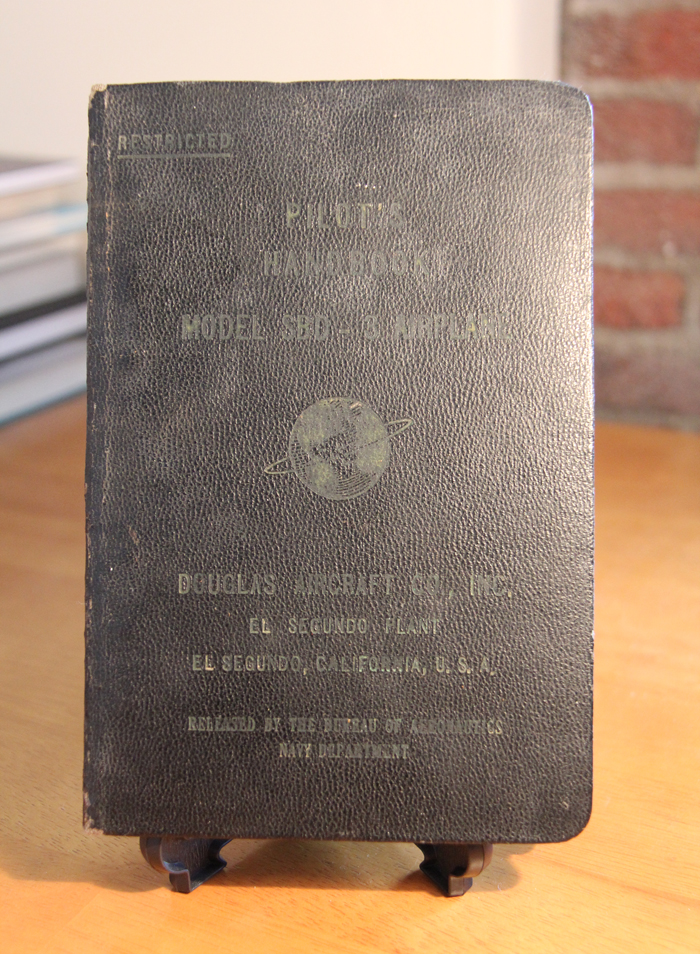 RESTRICTED
PILOT'S
HANDBOOK
MODEL SBD-3 AIRPLANE
DOUGLAS AIRCRAFT CO., INC.
EL SEGUNDO PLANT
EL SEGUNDO, CALIFORNIA, U. S. A.
RELEASED BY THE BUREAU OF AERONAUTICS
NAVY DEPARTMENT